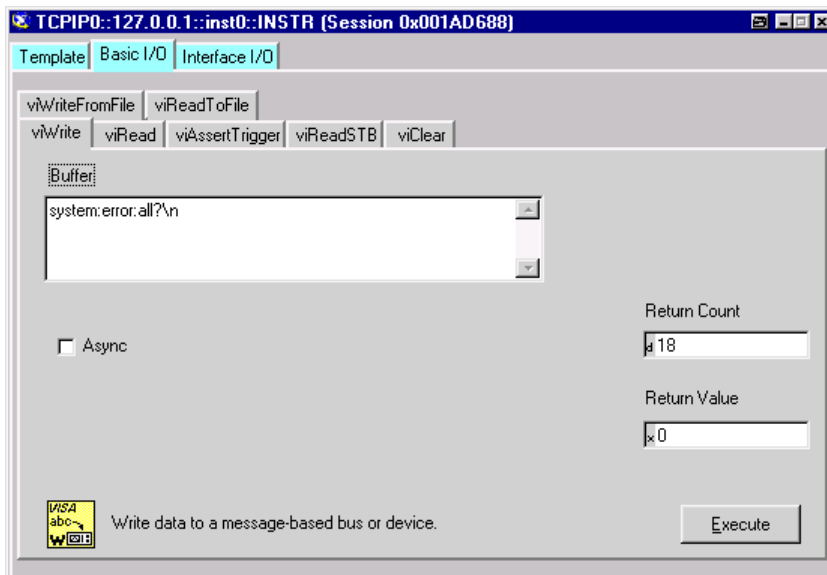 TCPIP0::127.0.0.1::inst0::INSTR (Session 0x001AD688)
Template Basic I/O Interface I/O
viWriteFromFile viReadToFile
viWrite viRead viAssertTrigger viReadSTB viClear
Buffer
system:error:all?\n
Return Count
Async
d 18
Return Value
x 0
VISA
abc
W
Write data to a message-based bus or device.
Execute